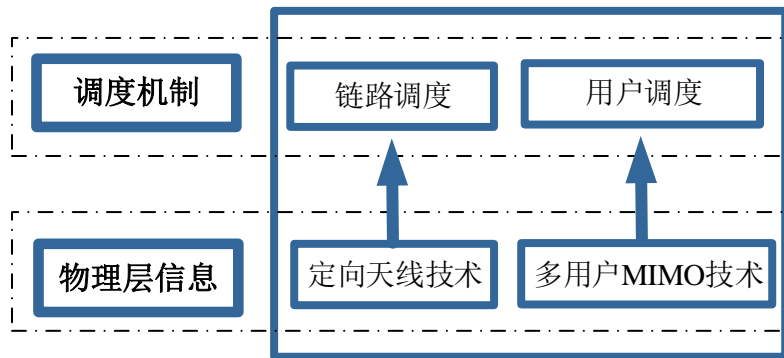 调度机制
链路调度
用户调度
物理层信息
定向天线技术
多用户MIMO技术